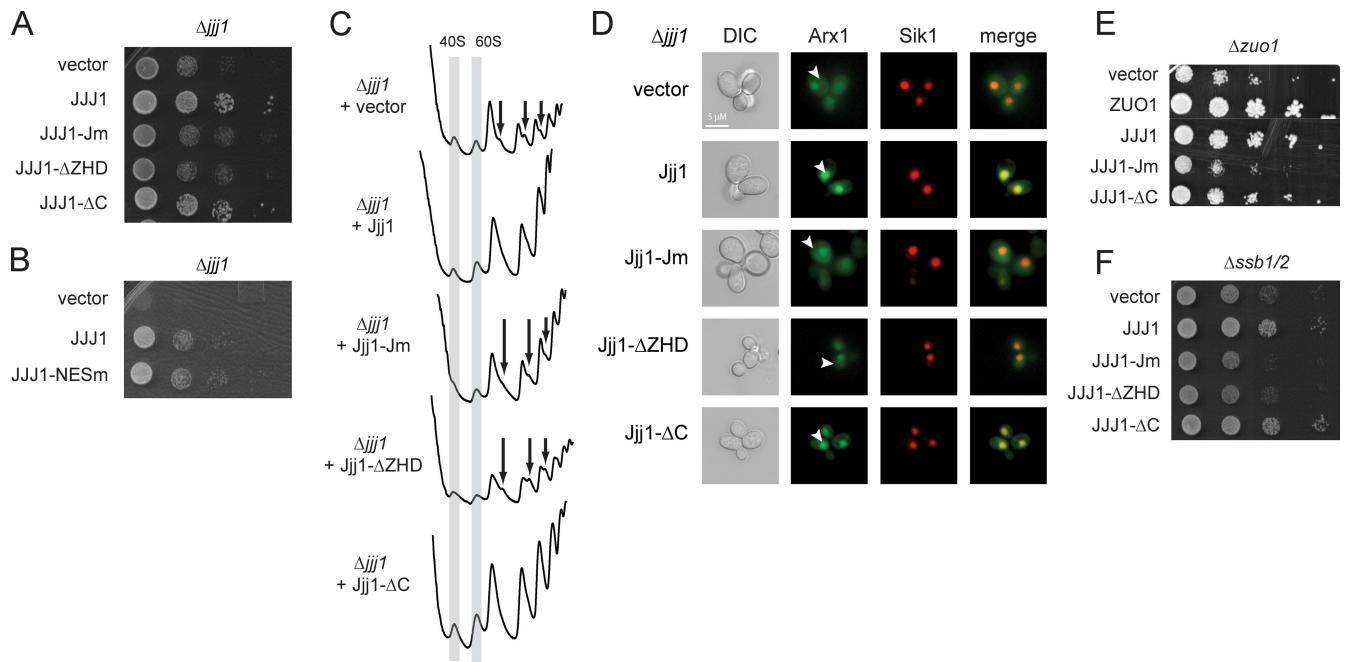 A
Δjjj1
vector
JJJ1
JJJ1-Jm
JJJ1-ΔZHD
JJJ1-ΔC
B
Δjjj1
vector
JJJ1
JJJ1-NESm
C
40S 60S
Δjjj1
+ vector
Δjjj1
+ Jjj1
Δjjj1
+ Jjj1-Jm
Δjjj1
+ Jjj1-ΔZHD
Δjjj1
+ Jjj1-ΔC
D
Δjjj1 DIC Arx1 Sik1 merge
vector
5 µM
Jjj1
Jjj1-Jm
Jjj1-ΔZHD
Jjj1-ΔC
E
Δzuo1
vector
ZUO1
JJJ1
JJJ1-Jm
JJJ1-ΔC
F
Δssb1/2
vector
JJJ1
JJJ1-Jm
JJJ1-ΔZHD
JJJ1-ΔC